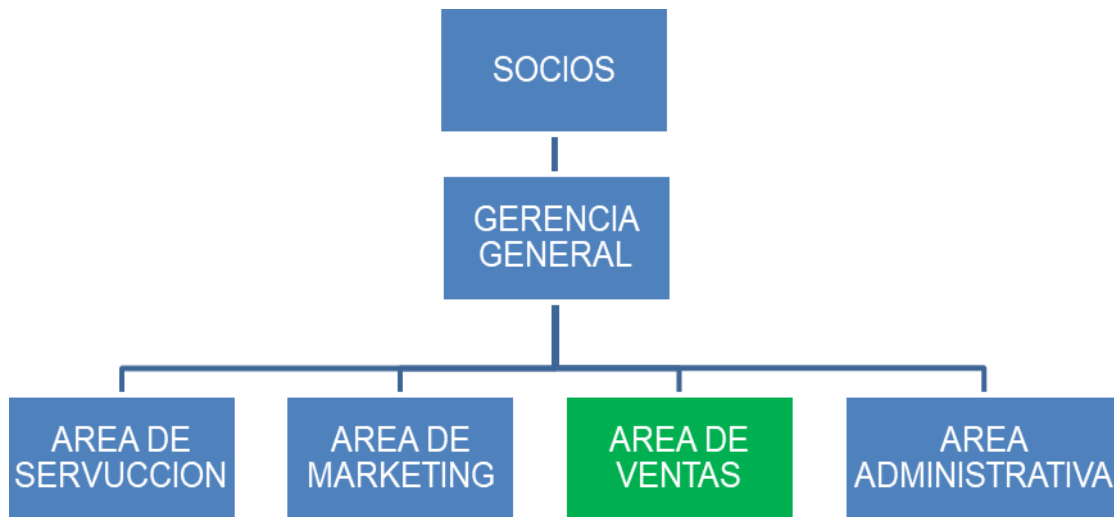 SOCIOS
GERENCIA
GENERAL
AREA DE
SERVUCCION
AREA DE
MARKETING
AREA DE
VENTAS
AREA
ADMINISTRATIVA